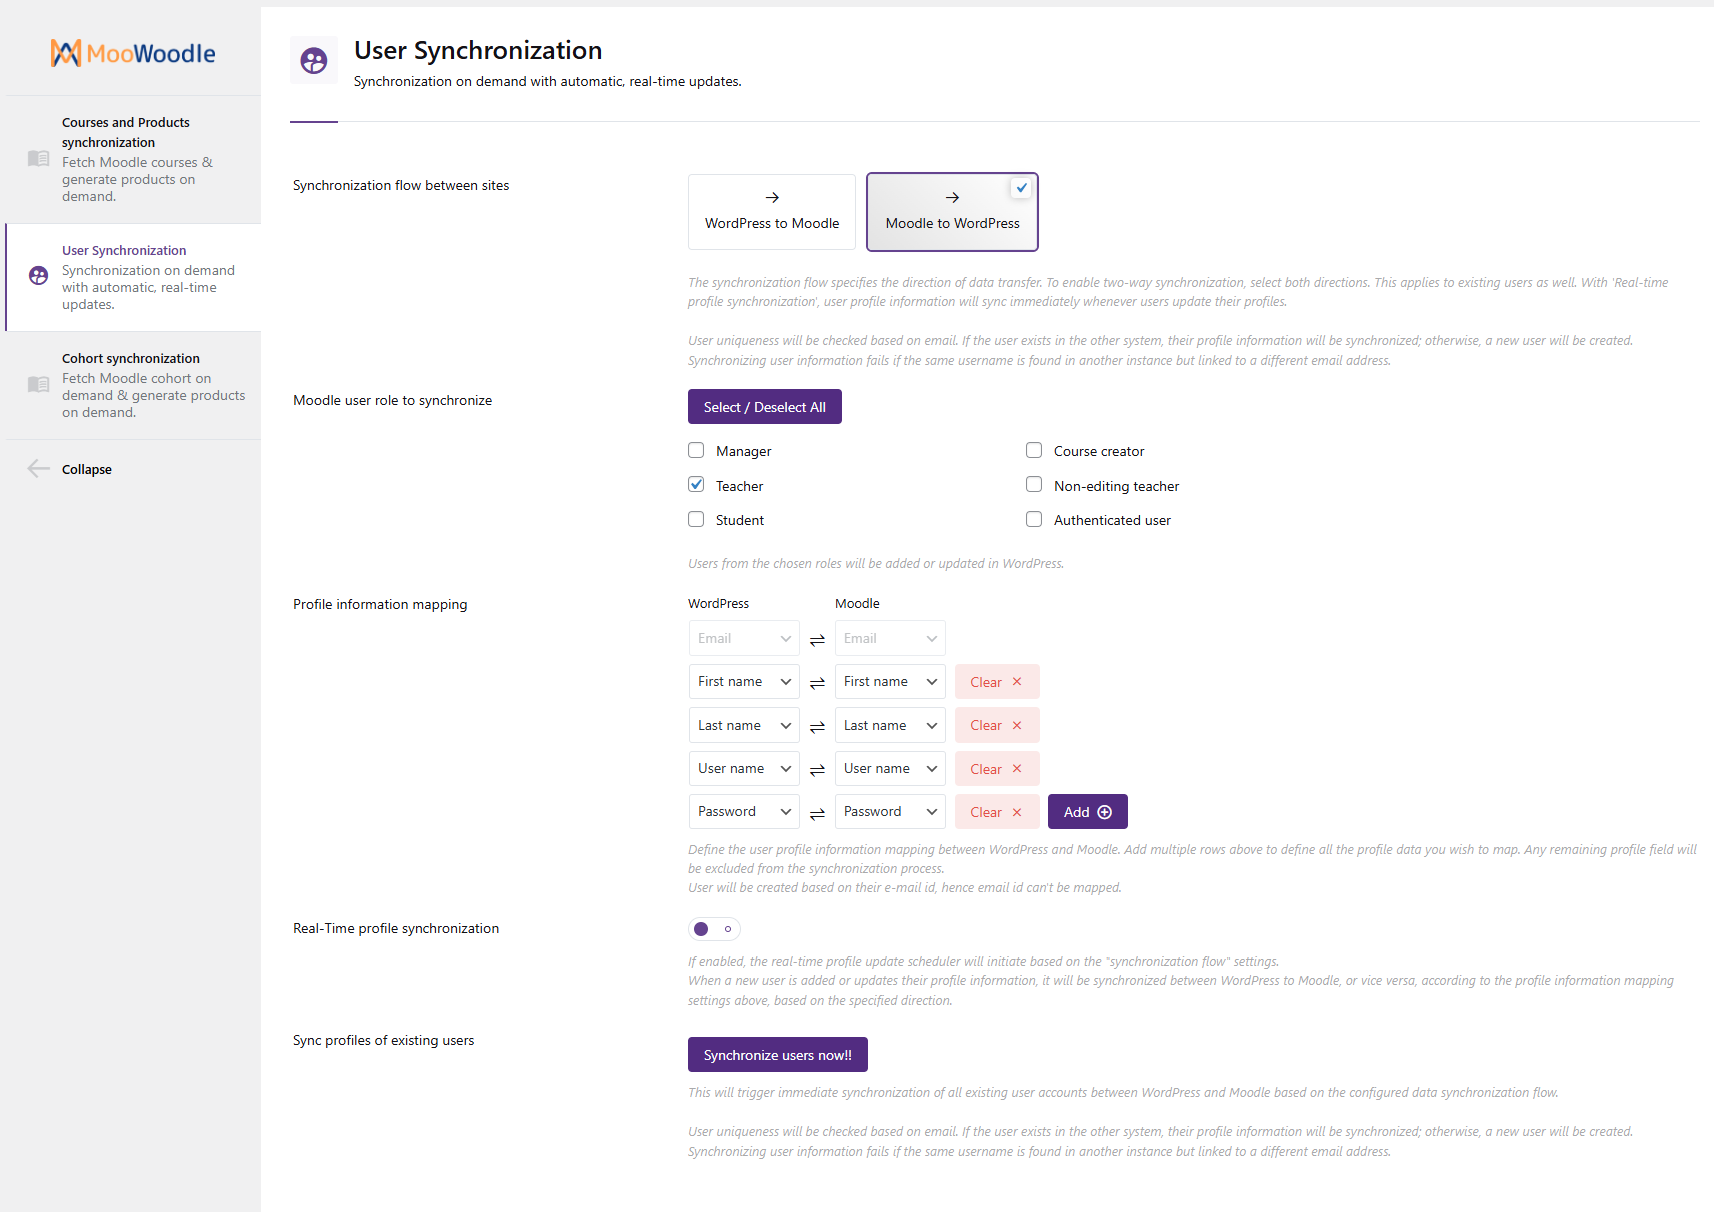 MooWoodle
Courses and Products
synchronization
Fetch Moodle courses &
generate products on
demand.
User Synchronization
Synchronization on demand
with automatic, real-time
updates.
Cohort synchronization
Fetch Moodle cohort on
demand & generate products
on demand.
Collapse
User Synchronization
Synchronization on demand with automatic, real-time updates.
Synchronization flow between sites
WordPress to Moodle
Moodle to WordPress
The synchronization flow specifies the direction of data transfer. To enable two-way synchronization, select both directions. This applies to existing users as well. With 'Real-time
profile synchronization', user profile information will sync immediately whenever users update their profiles.
User uniqueness will be checked based on email. If the user exists in the other system, their profile information will be synchronized; otherwise, a new user will be created.
Synchronizing user information fails if the same username is found in another instance but linked to a different email address.
Moodle user role to synchronize
Select / Deselect All
Manager
Course creator
Teacher
Non-editing teacher
Student
Authenticated user
Users from the chosen roles will be added or updated in WordPress.
Profile information mapping
WordPress Moodle
Email ⇌ Email
First name ⇌ First name Clear ×
Last name ⇌ Last name Clear ×
User name ⇌ User name Clear ×
Password ⇌ Password Clear × Add
Define the user profile information mapping between WordPress and Moodle. Add multiple rows above to define all the profile data you wish to map. Any remaining profile field will
be excluded from the synchronization process.
User will be created based on their e-mail id, hence email id can't be mapped.
Real-Time profile synchronization
If enabled, the real-time profile update scheduler will initiate based on the "synchronization flow" settings.
When a new user is added or updates their profile information, it will be synchronized between WordPress to Moodle, or vice versa, according to the profile information mapping
settings above, based on the specified direction.
Sync profiles of existing users
Synchronize users now!!
This will trigger immediate synchronization of all existing user accounts between WordPress and Moodle based on the configured data synchronization flow.
User uniqueness will be checked based on email. If the user exists in the other system, their profile information will be synchronized; otherwise, a new user will be created.
Synchronizing user information fails if the same username is found in another instance but linked to a different email address.